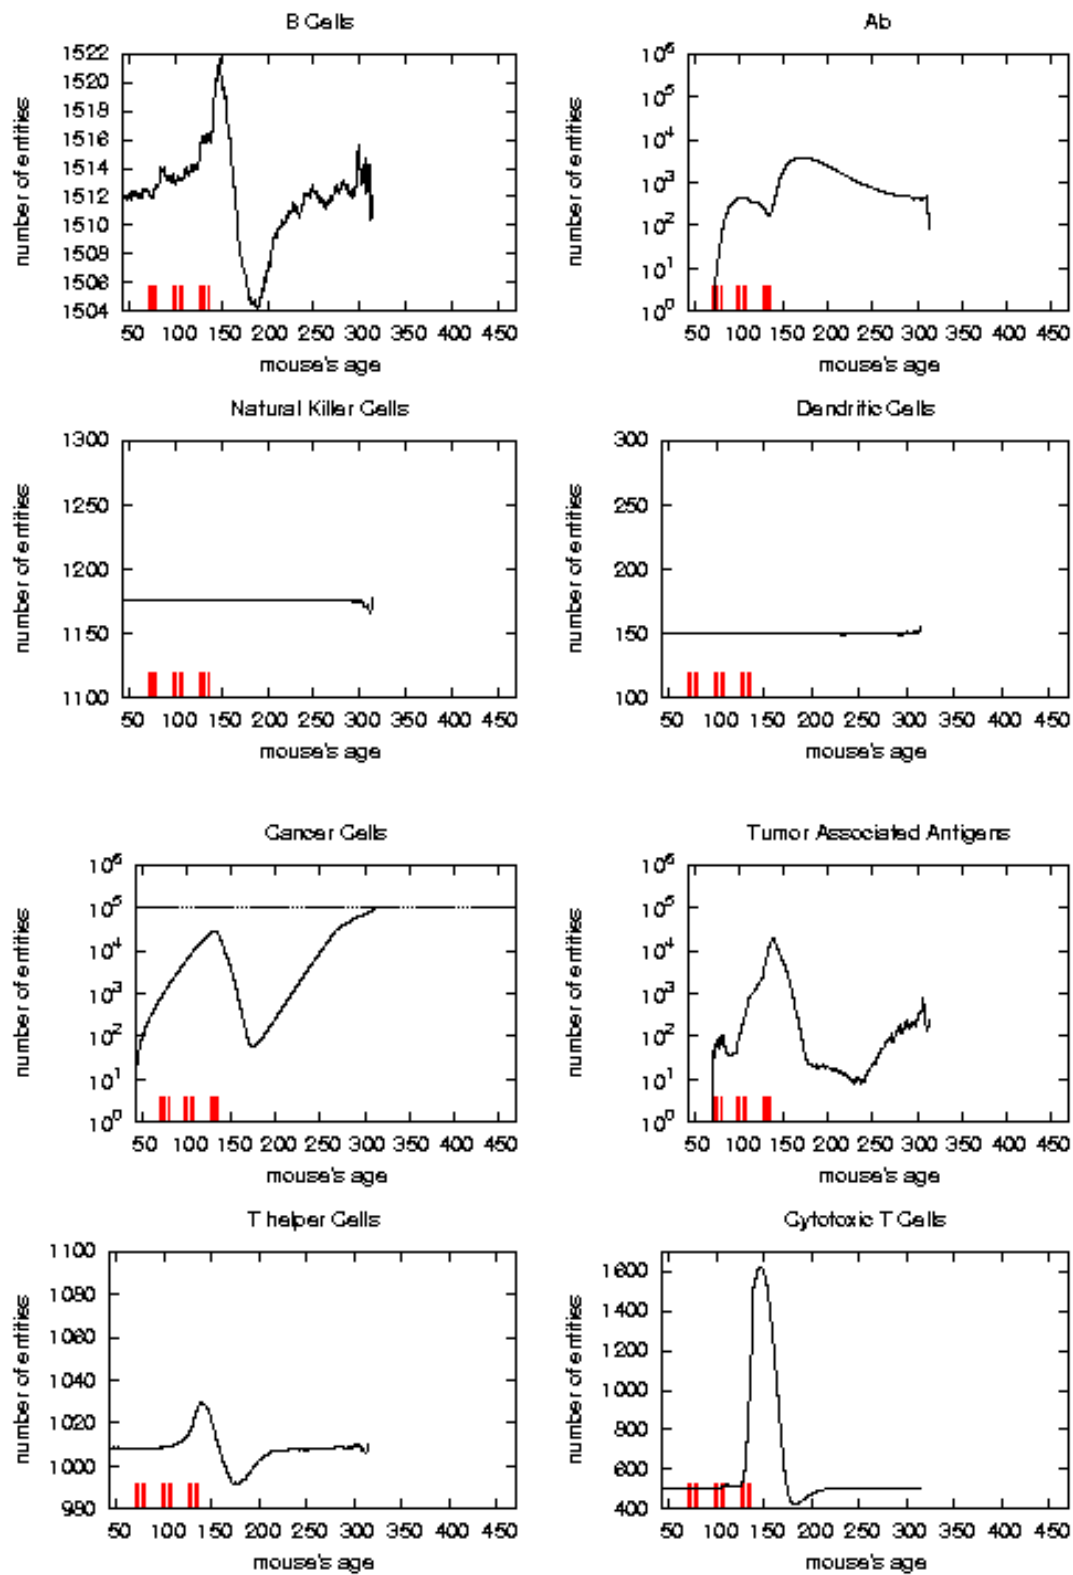 B Cells
Ab
number of entities
1522
1520
1518
1516
1514
1512
1510
1508
1506
1504
50 100 150 200 250 300 350 400 450
mouse's age
number of entities
10^6
10^5
10^4
10^3
10^2
10^1
10^0
50 100 150 200 250 300 350 400 450
mouse's age
Natural Killer Cells
Dendritic Cells
number of entities
1300
1250
1200
1150
1100
50 100 150 200 250 300 350 400 450
mouse's age
number of entities
300
250
200
150
100
50 100 150 200 250 300 350 400 450
mouse's age
Cancer Cells
Tumor Associated Antigens
number of entities
10^6
10^5
10^4
10^3
10^2
10^1
10^0
50 100 150 200 250 300 350 400 450
mouse's age
number of entities
10^6
10^5
10^4
10^3
10^2
10^1
10^0
50 100 150 200 250 300 350 400 450
mouse's age
T helper Cells
Cytotoxic T Cells
number of entities
1100
1080
1060
1040
1020
1000
980
50 100 150 200 250 300 350 400 450
mouse's age
number of entities
1600
1400
1200
1000
800
600
400
50 100 150 200 250 300 350 400 450
mouse's age